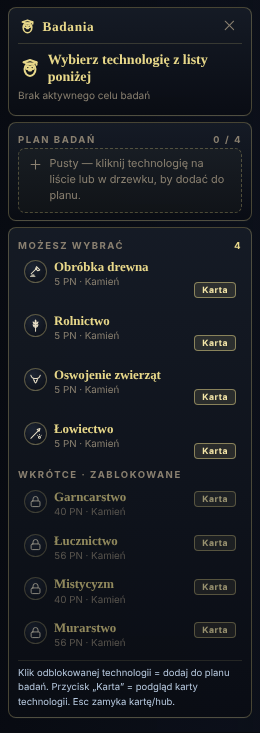 Badania
Wybierz technologię z listy
poniżej
Brak aktywnego celu badań
PLAN BADAŃ 0 / 4
+ Pusty — kliknij technologię na
liście lub w drzewku, by dodać do
planu.
MOŻESZ WYBRAĆ 4
Obróbka drewna
5 PN · Kamień
Karta
Rolnictwo
5 PN · Kamień
Karta
Oswojenie zwierząt
5 PN · Kamień
Karta
Łowiectwo
5 PN · Kamień
Karta
WKRÓTCE · ZABLOKOWANE
Garncarstwo
40 PN · Kamień
Karta
Łucznictwo
56 PN · Kamień
Karta
Mistycyzm
40 PN · Kamień
Karta
Murarstwo
56 PN · Kamień
Karta
Klik odblokowanej technologii = dodaj do planu
badań. Przycisk „Karta” = podgląd karty
technologii. Esc zamyka kartę/hub.